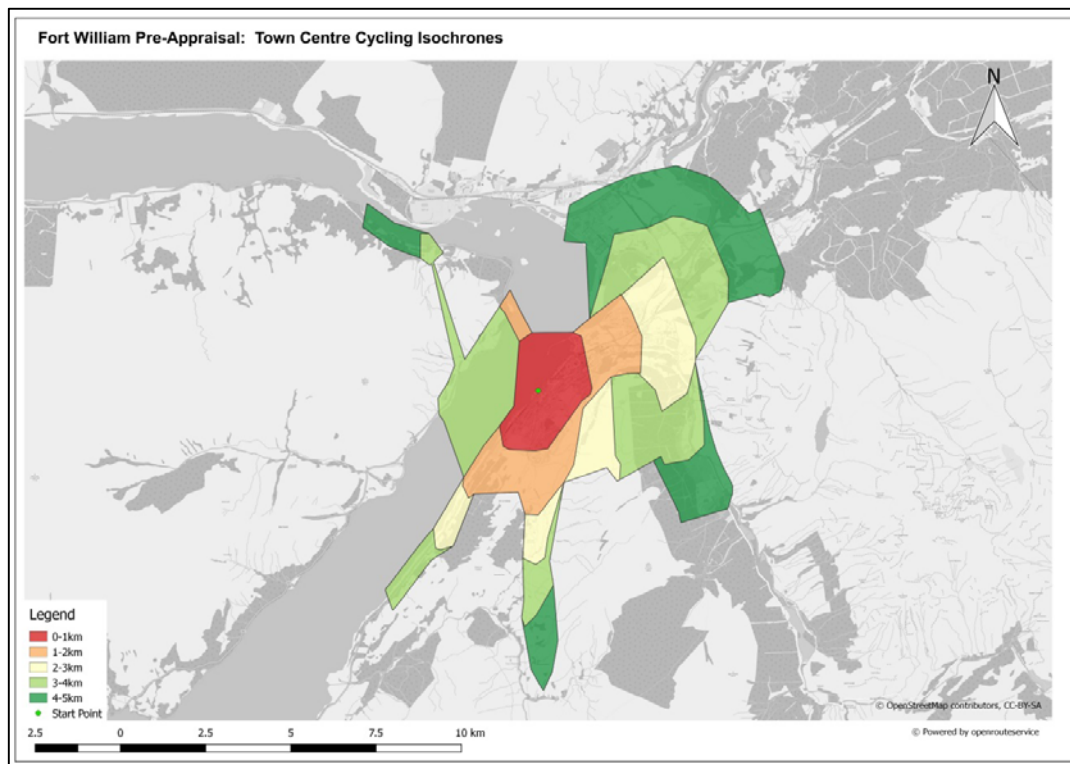 Fort William Pre-Appraisal: Town Centre Cycling Isochrones
N
Legend
0-1km
1-2km
2-3km
3-4km
4-5km
Start Point
© OpenStreetMap contributors, CC-BY-SA
2.5 0 2.5 5 7.5 10 km
© Powered by openrouteservice